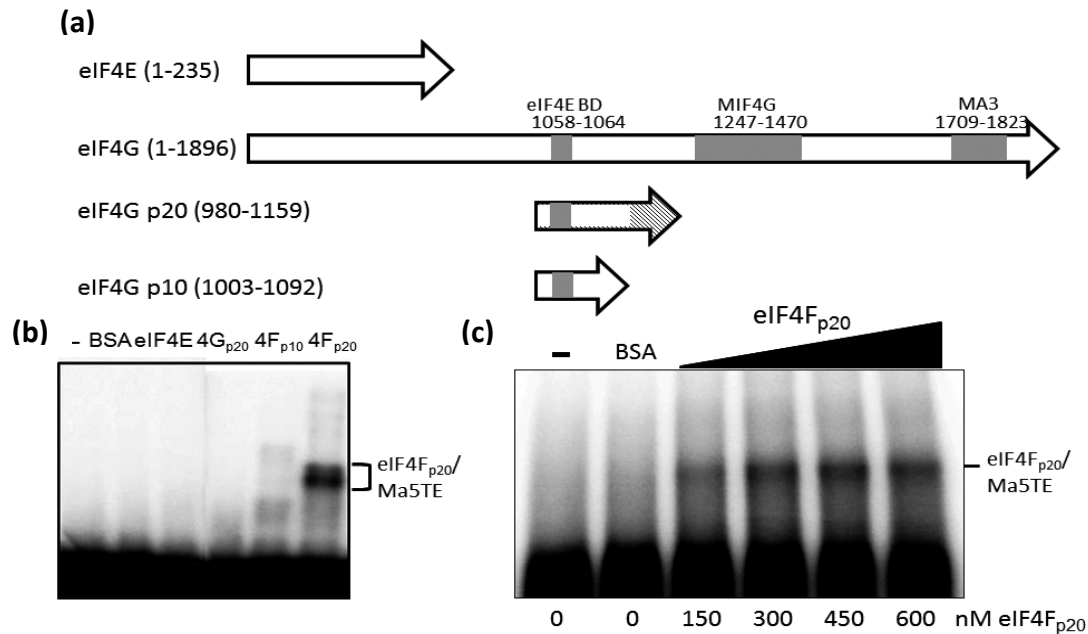 (a)
eIF4E (1-235)
eIF4E BD MIF4G MA3
1058-1064 1247-1470 1709-1823
eIF4G (1-1896)
eIF4G p20 (980-1159)
eIF4G p10 (1003-1092)
(b)
- BSA eIF4E 4Gp20 4Fp10 4Fp20
eIF4Fp20/
Ma5TE
(c)
eIF4Fp20
– BSA
eIF4Fp20/
Ma5TE
0 0 150 300 450 600 nM eIF4Fp20